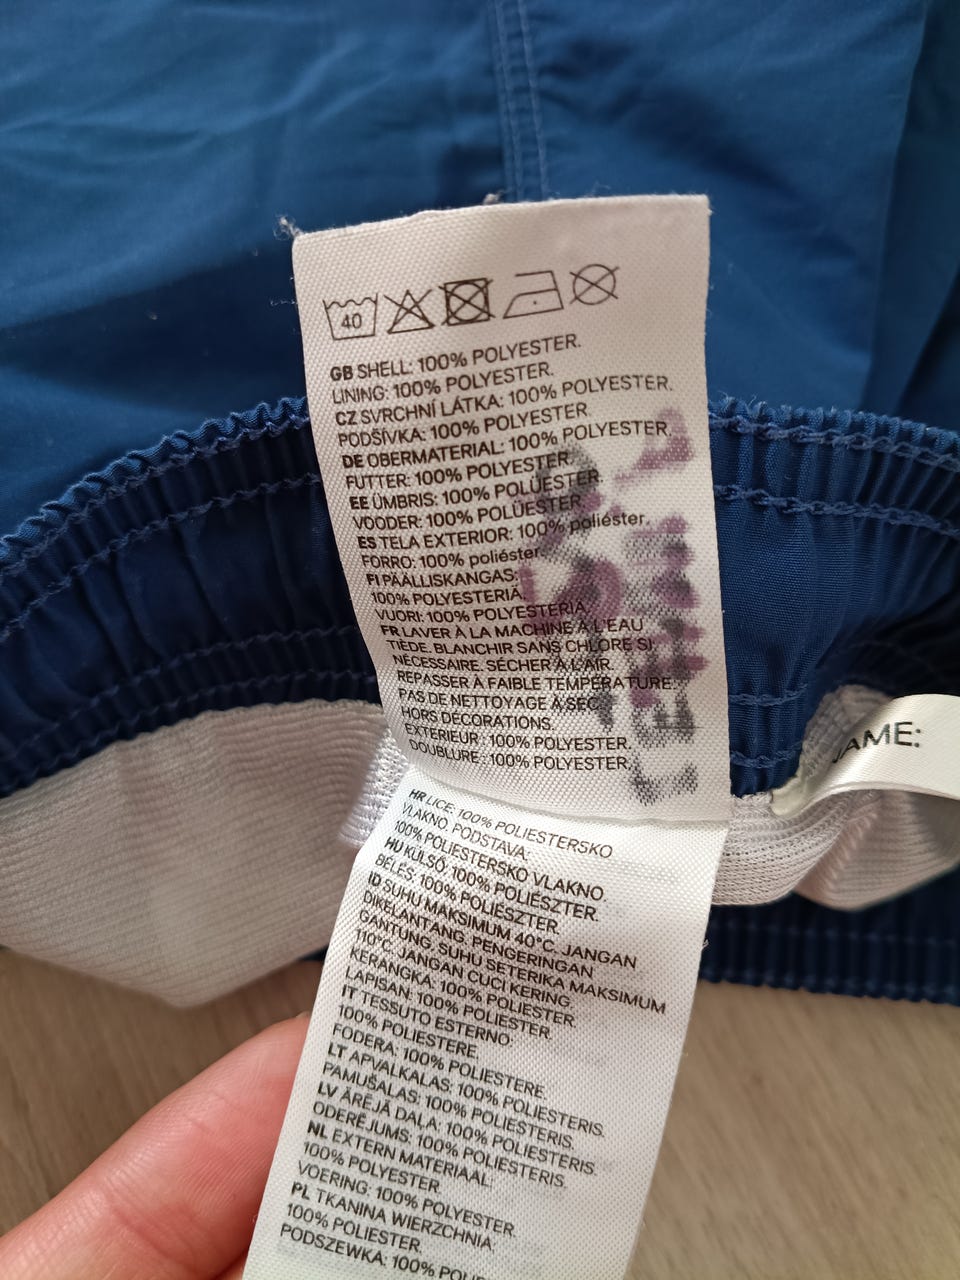 40
GB SHELL: 100% POLYESTER.
LINING: 100% POLYESTER.
CZ SVRCHNÍ LÁTKA: 100% POLYESTER.
PODŠÍVKA: 100% POLYESTER.
DE OBERMATERIAL: 100% POLYESTER,
FUTTER: 100% POLYESTER.
EE ÜMBRIS: 100% POLÜESTER.
VOODER: 100% POLÜESTER
ES TELA EXTERIOR: 100% poliéster.
FORRO: 100% poliéster
FI PÄÄLLISKANGAS:
100% POLYESTERIÄ.
VUORI: 100% POLYESTERIÄ.
FR LAVER À LA MACHINE À L'EAU
TIÈDE. BLANCHIR SANS CHLORE SI
NÉCESSAIRE. SÉCHER À L'AIR.
REPASSER À FAIBLE TEMPÉRATURE.
PAS DE NETTOYAGE À SEC
HORS DÉCORATIONS.
EXTÉRIEUR : 100% POLYESTER.
DOUBLURE : 100% POLYESTER.
HR LICE: 100% POLIESTERSKO
VLAKNO. PODSTAVA:
100% POLIESTERSKO VLAKNO.
HU KÜLSŐ: 100% POLIÉSZTER.
BÉLÉS: 100% POLIÉSZTER.
ID SUHU MAKSIMUM 40°C. JANGAN
DIKELANTANG. PENGERINGAN
GANTUNG. SUHU SETERIKA MAKSIMUM
110°C. JANGAN CUCI KERING.
KERANGKA: 100% POLIESTER.
LAPISAN: 100% POLIESTER.
IT TESSUTO ESTERNO:
100% POLIESTERE.
FODERA: 100% POLIESTERE.
LT APVALKALAS: 100% POLIESTERIS.
PAMUŠALAS: 100% POLIESTERIS.
LV ĀRĒJĀ DAĻA: 100% POLIESTERIS.
ODERĒJUMS: 100% POLIESTERIS.
NL EXTERN MATERIAAL:
100% POLYESTER.
VOERING: 100% POLYESTER.
PL TKANINA WIERZCHNIA:
100% POLIESTER.
PODSZEWKA: 100%
NAME: